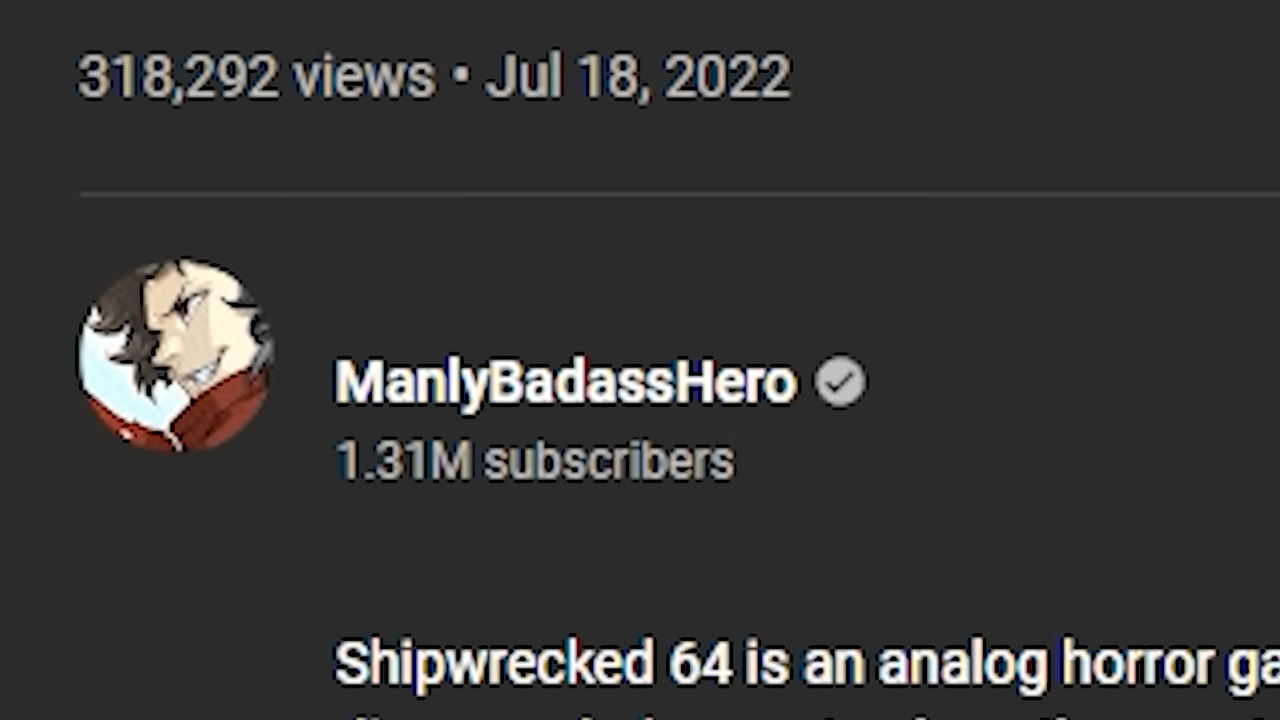 318,292 views • Jul 18, 2022
ManlyBadassHero
1.31M subscribers
Shipwrecked 64 is an analog horror ga